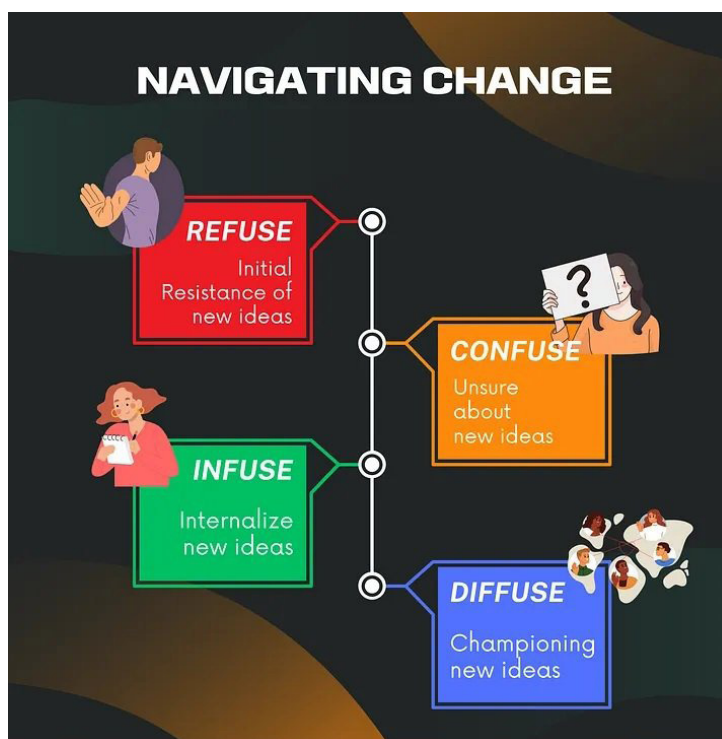 NAVIGATING CHANGE
REFUSE
Initial
Resistance of
new ideas
CONFUSE
Unsure
about
new ideas
INFUSE
Internalize
new ideas
DIFFUSE
Championing
new ideas
?